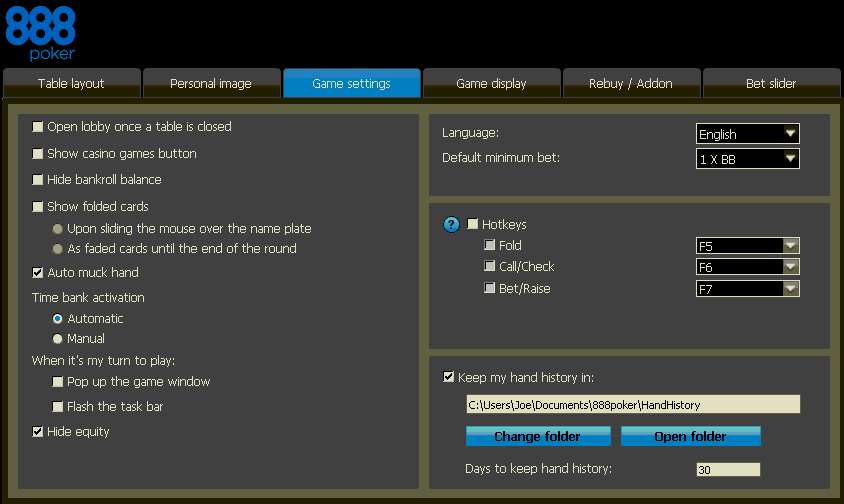 888
poker
Table layout
Personal image
Game settings
Game display
Rebuy / Addon
Bet slider
Open lobby once a table is closed
Show casino games button
Hide bankroll balance
Show folded cards
Upon sliding the mouse over the name plate
As faded cards until the end of the round
Auto muck hand
Time bank activation
Automatic
Manual
When it's my turn to play:
Pop up the game window
Flash the task bar
Hide equity
Language: English
Default minimum bet: 1 X BB
? Hotkeys
Fold F5
Call/Check F6
Bet/Raise F7
Keep my hand history in:
C:\Users\Joe\Documents\888poker\HandHistory
Change folder
Open folder
Days to keep hand history: 30